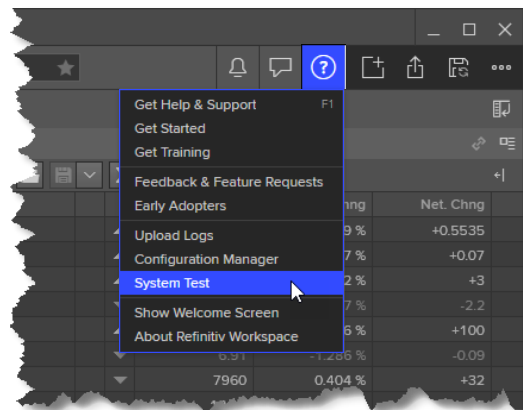 Get Help & Support F1
Get Started
Get Training
Feedback & Feature Requests
Early Adopters
Upload Logs
Configuration Manager
System Test
Show Welcome Screen
About Refinitiv Workspace
hng Net. Chng
9 % +0.5535
7 % +0.07
2 % +3
7 % -2.2
6 % +100
6.91 -1.286 % -0.09
7960 0.404 % +32